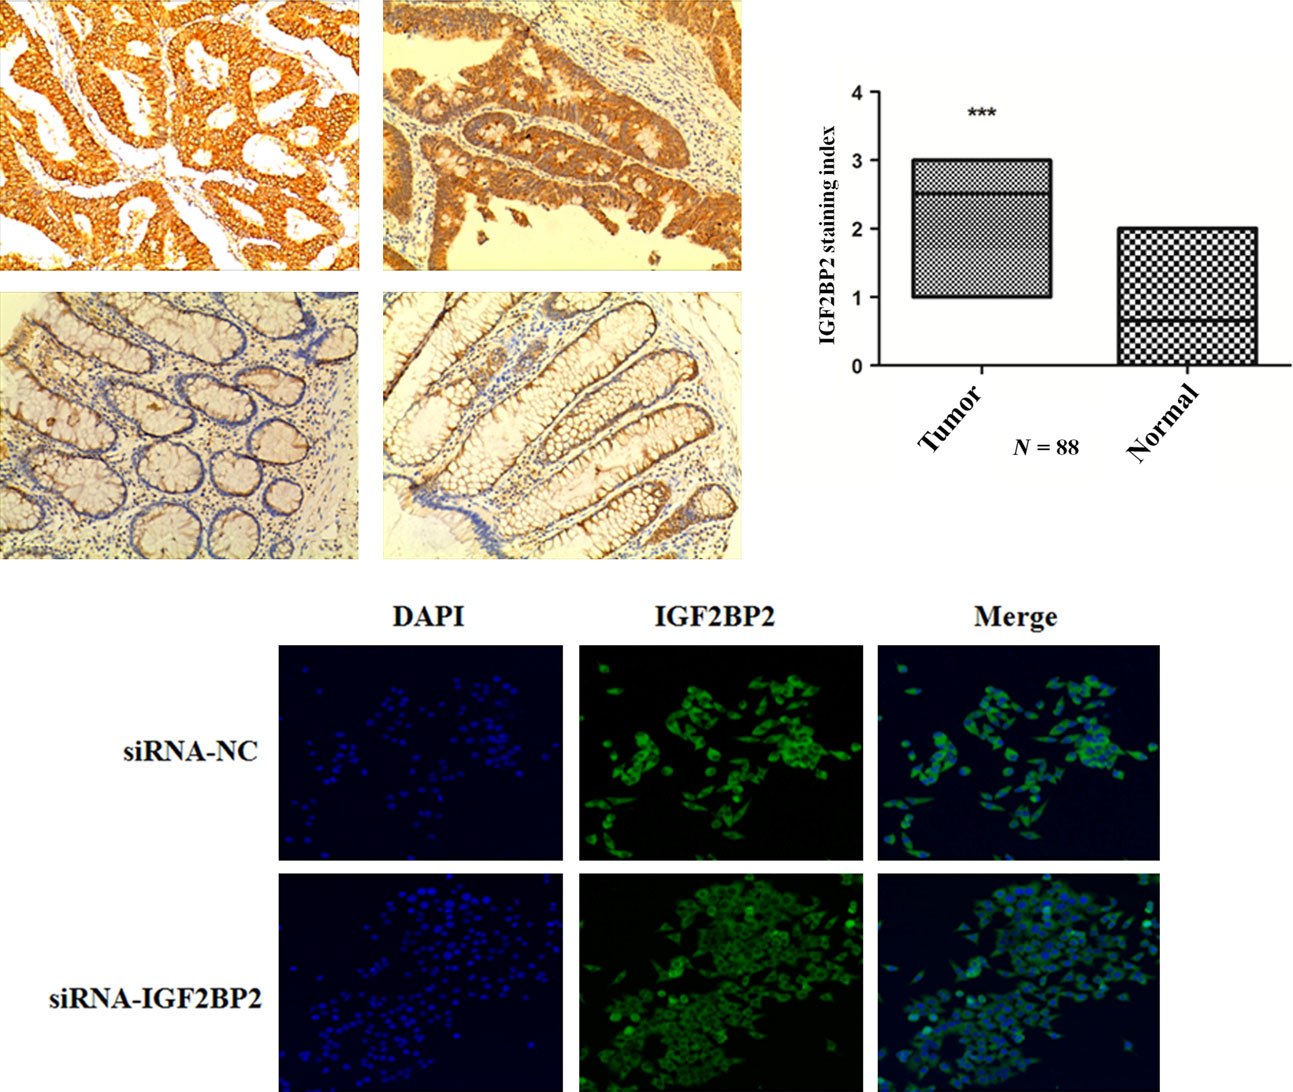 4
***
3
2
1
0
IGF2BP2 staining index
Tumor
Normal
N = 88
DAPI IGF2BP2 Merge
siRNA-NC
siRNA-IGF2BP2